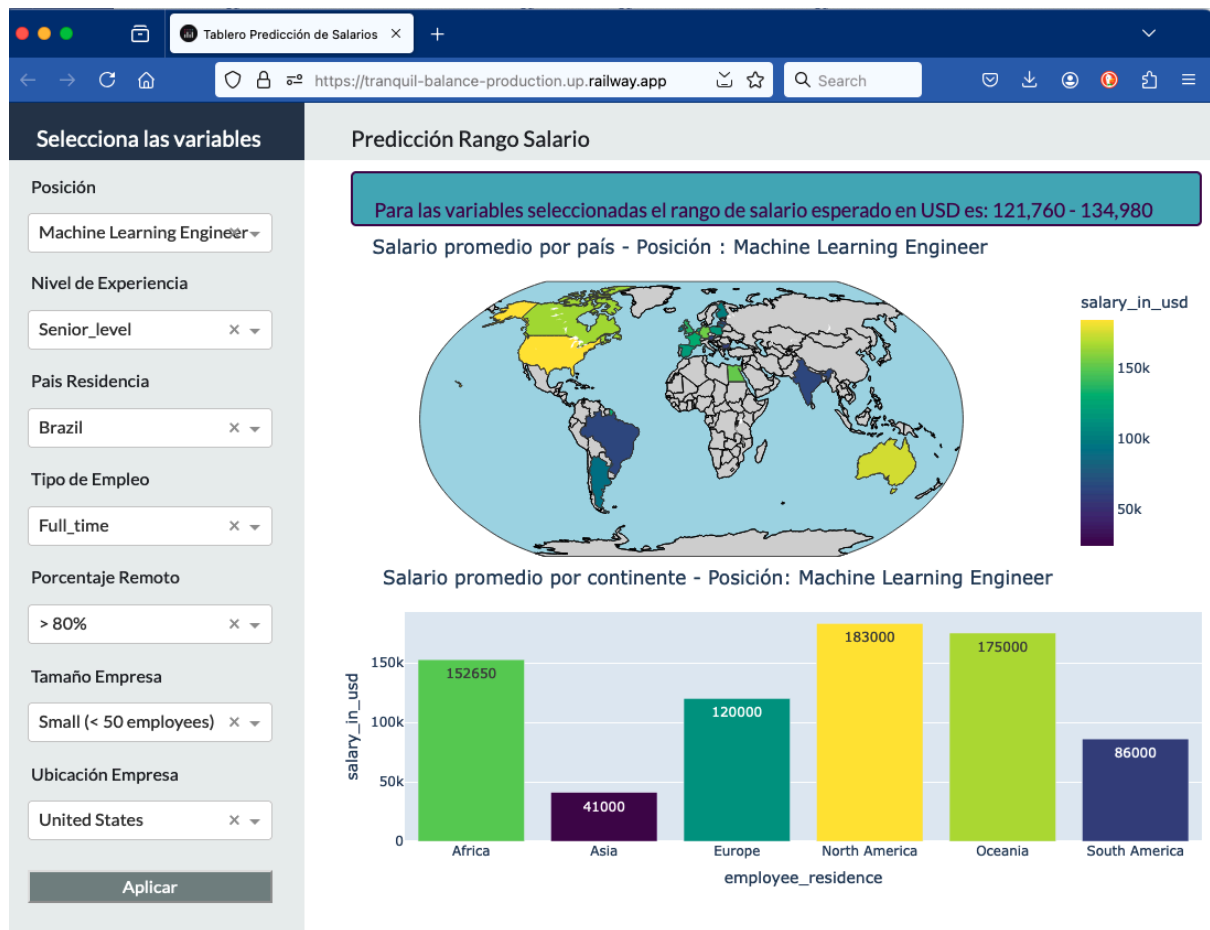 Tablero Predicción de Salarios
https://tranquil-balance-production.up.railway.app
Search
Selecciona las variables
Predicción Rango Salario
Posición
Machine Learning Engineer
Nivel de Experiencia
Senior_level
Pais Residencia
Brazil
Tipo de Empleo
Full_time
Porcentaje Remoto
> 80%
Tamaño Empresa
Small (< 50 employees)
Ubicación Empresa
United States
Aplicar
Para las variables seleccionadas el rango de salario esperado en USD es: 121,760 - 134,980
Salario promedio por país - Posición : Machine Learning Engineer
salary_in_usd
150k
100k
50k
Salario promedio por continente - Posición: Machine Learning Engineer
salary_in_usd
150k
100k
50k
0
152650
41000
120000
183000
175000
86000
Africa
Asia
Europe
North America
Oceania
South America
employee_residence